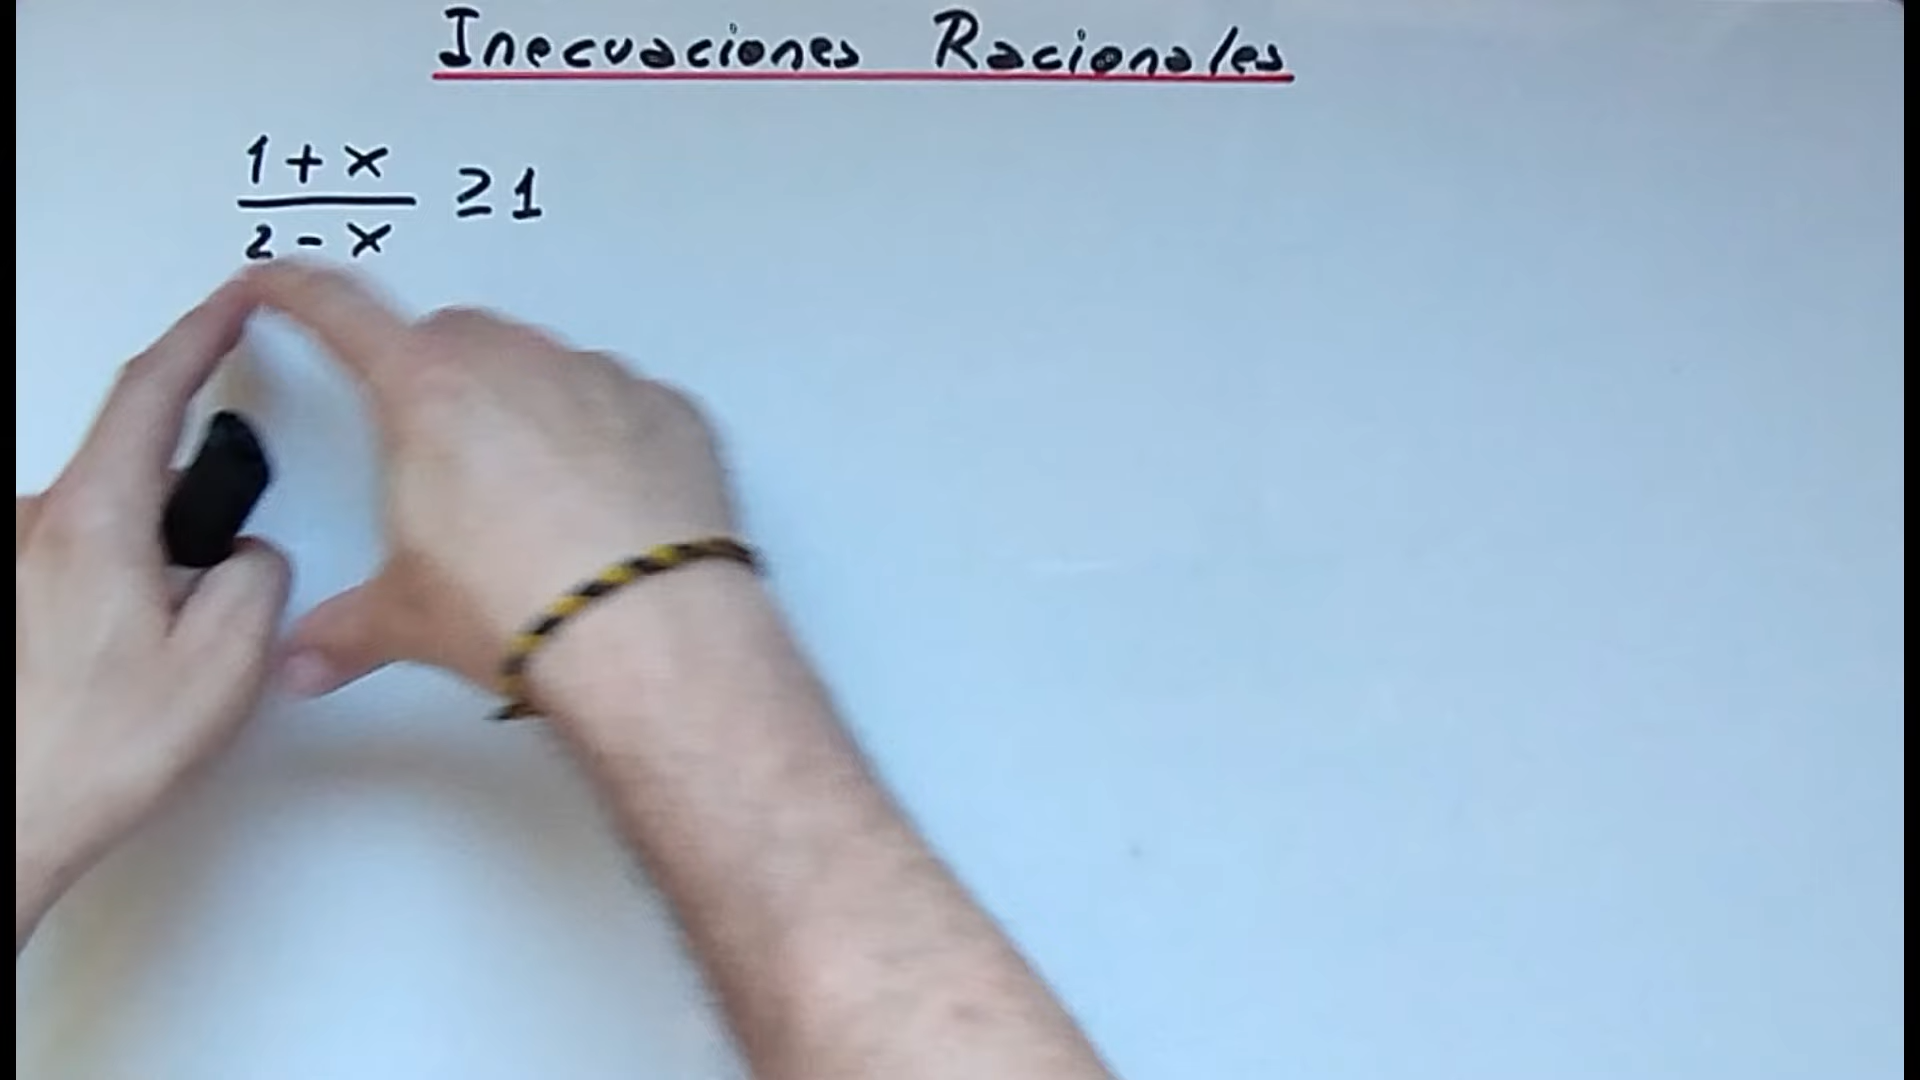 Inecuaciones Racionales
1 + x
2 - x
≥ 1